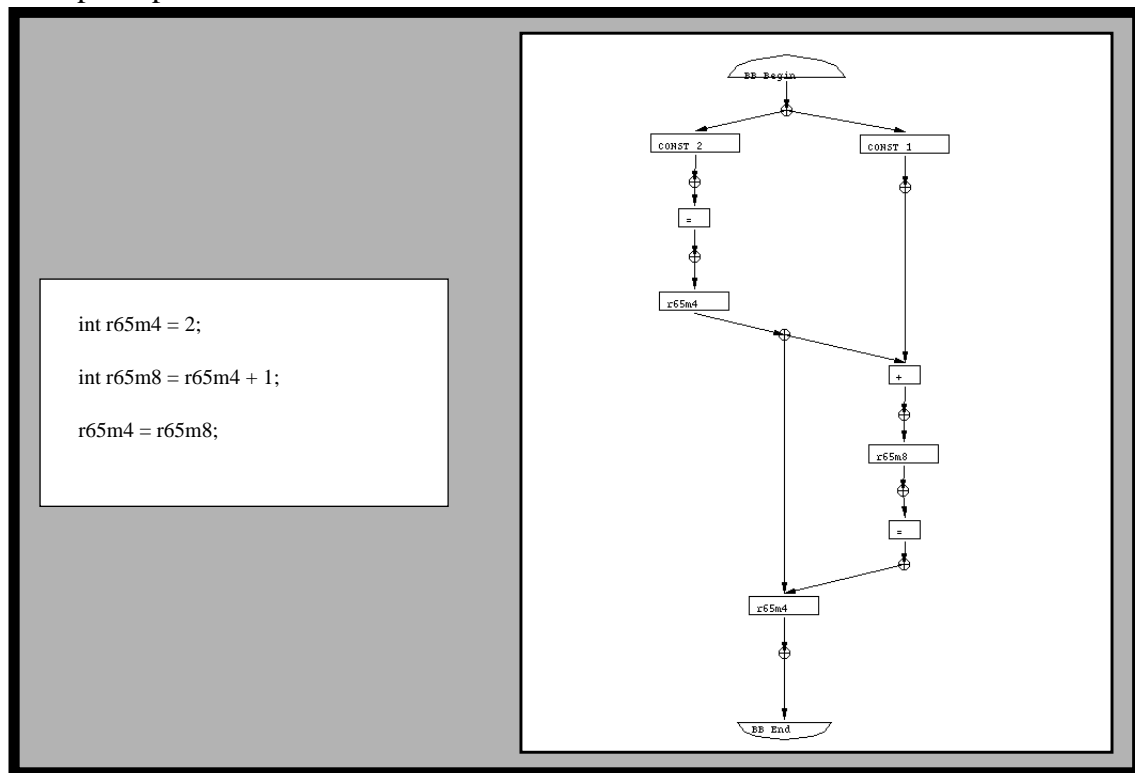 int r65m4 = 2;
int r65m8 = r65m4 + 1;
r65m4 = r65m8;
BB Begin
CONST 2
CONST 1
=
r65m4
+
r65m8
=
r65m4
BB End